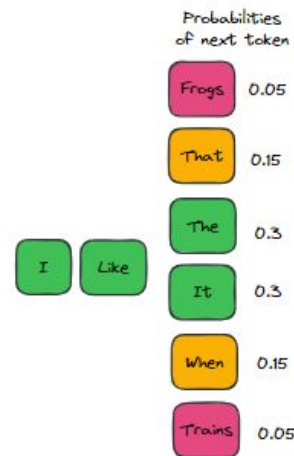 Probabilities
of next token
Frogs 0.05
That 0.15
The 0.3
I Like
It 0.3
When 0.15
Trains 0.05